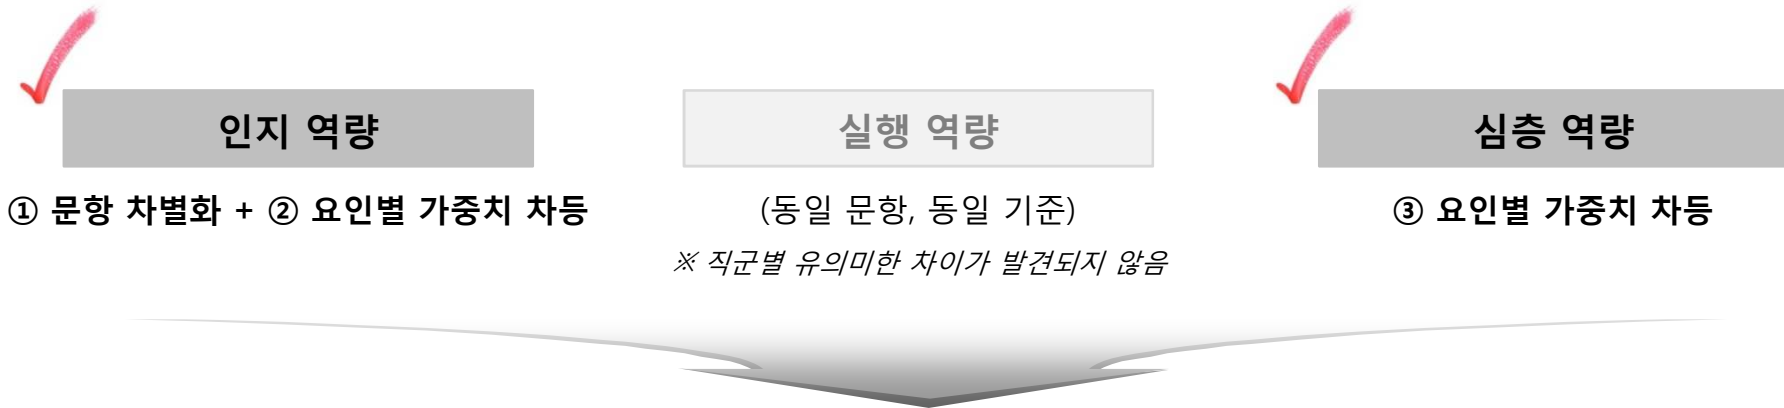 인지 역량
① 문항 차별화 + ② 요인별 가중치 차등
실행 역량
(동일 문항, 동일 기준)
※ 직군별 유의미한 차이가 발견되지 않음
심층 역량
③ 요인별 가중치 차등